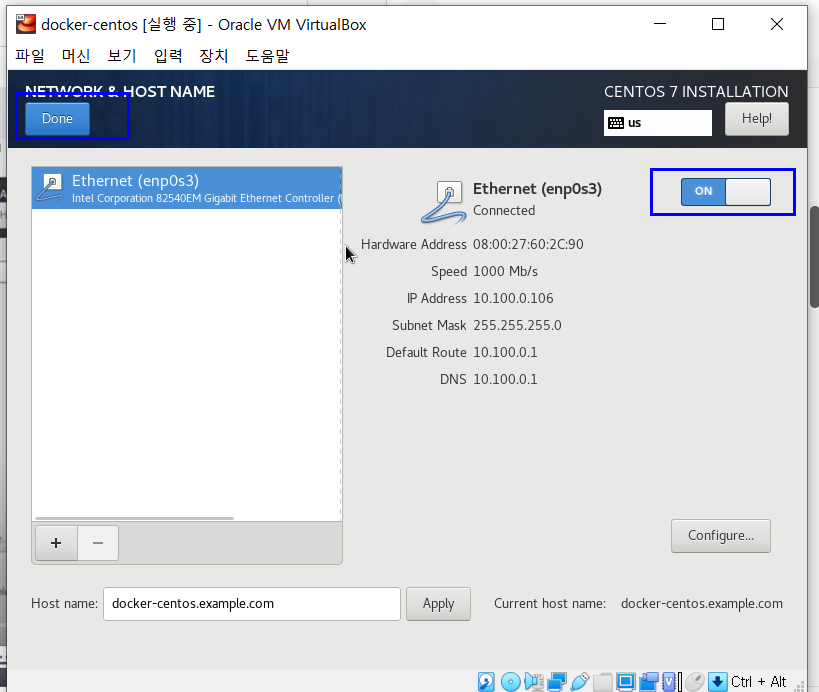 docker-centos [실행 중] - Oracle VM VirtualBox
파일 머신 보기 입력 장치 도움말
NETWORK & HOST NAME
CENTOS 7 INSTALLATION
Done
us
Help!
Ethernet (enp0s3)
Intel Corporation 82540EM Gigabit Ethernet Controller (
Ethernet (enp0s3)
Connected
ON
Hardware Address 08:00:27:60:2C:90
Speed 1000 Mb/s
IP Address 10.100.0.106
Subnet Mask 255.255.255.0
Default Route 10.100.0.1
DNS 10.100.0.1
+ −
Configure...
Host name: docker-centos.example.com Apply Current host name: docker-centos.example.com
Ctrl + Alt